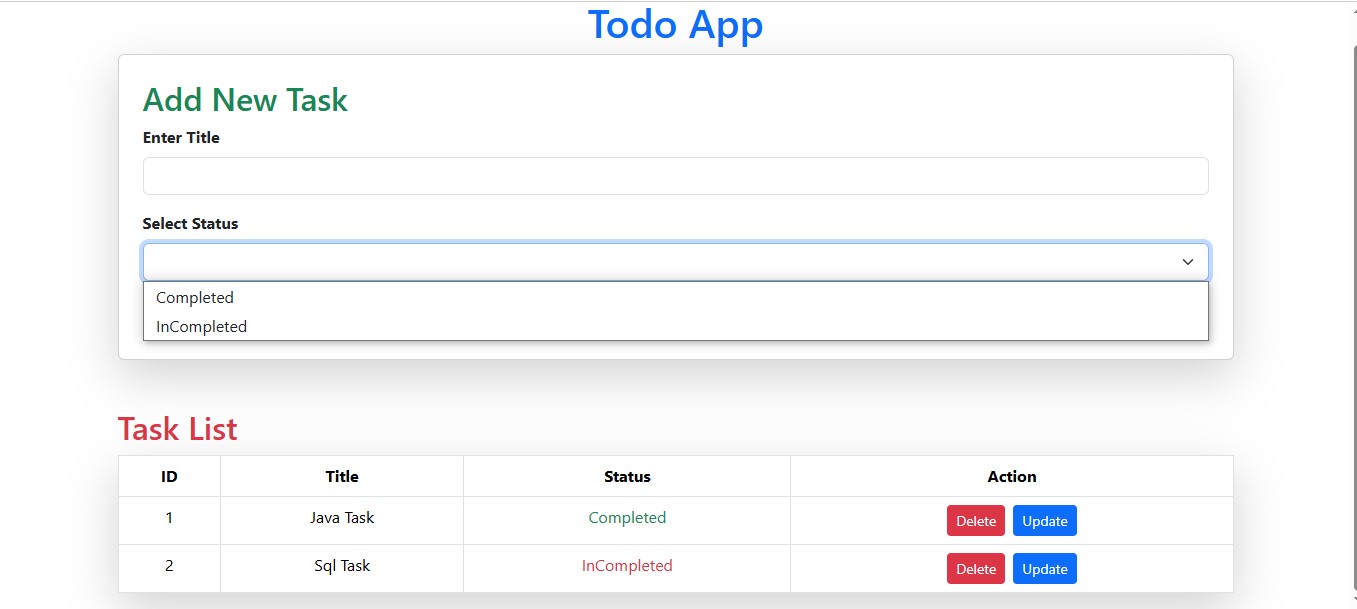 Todo App
Add New Task
Enter Title
Select Status
Completed
InCompleted
Task List
ID Title Status Action
1 Java Task Completed Delete Update
2 Sql Task InCompleted Delete Update